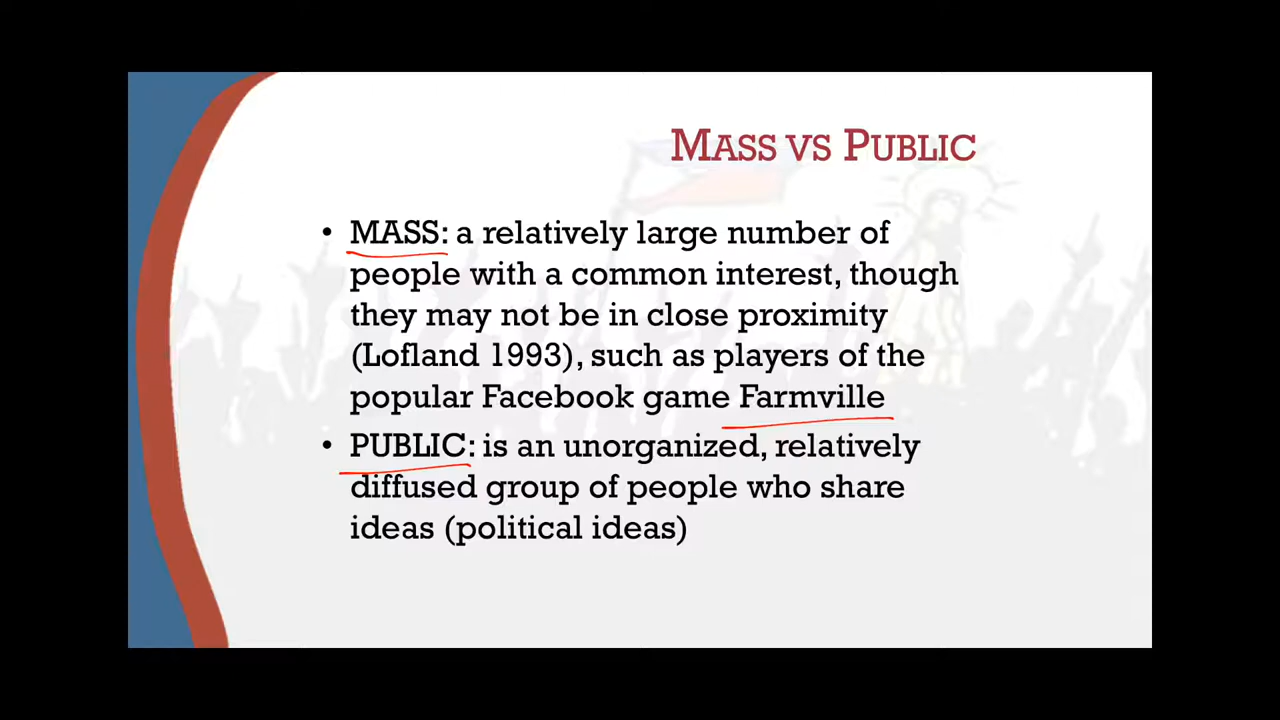 MASS VS PUBLIC
• MASS: a relatively large number of
people with a common interest, though
they may not be in close proximity
(Lofland 1993), such as players of the
popular Facebook game Farmville
• PUBLIC: is an unorganized, relatively
diffused group of people who share
ideas (political ideas)